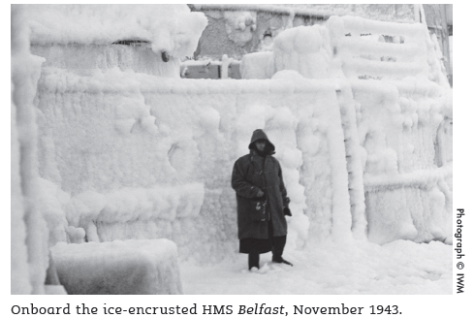 Photograph © IWM
Onboard the ice-encrusted HMS Belfast, November 1943.